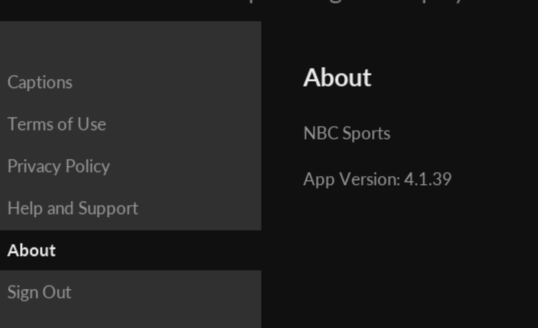 Captions
Terms of Use
Privacy Policy
Help and Support
About
Sign Out
About
NBC Sports
App Version: 4.1.39